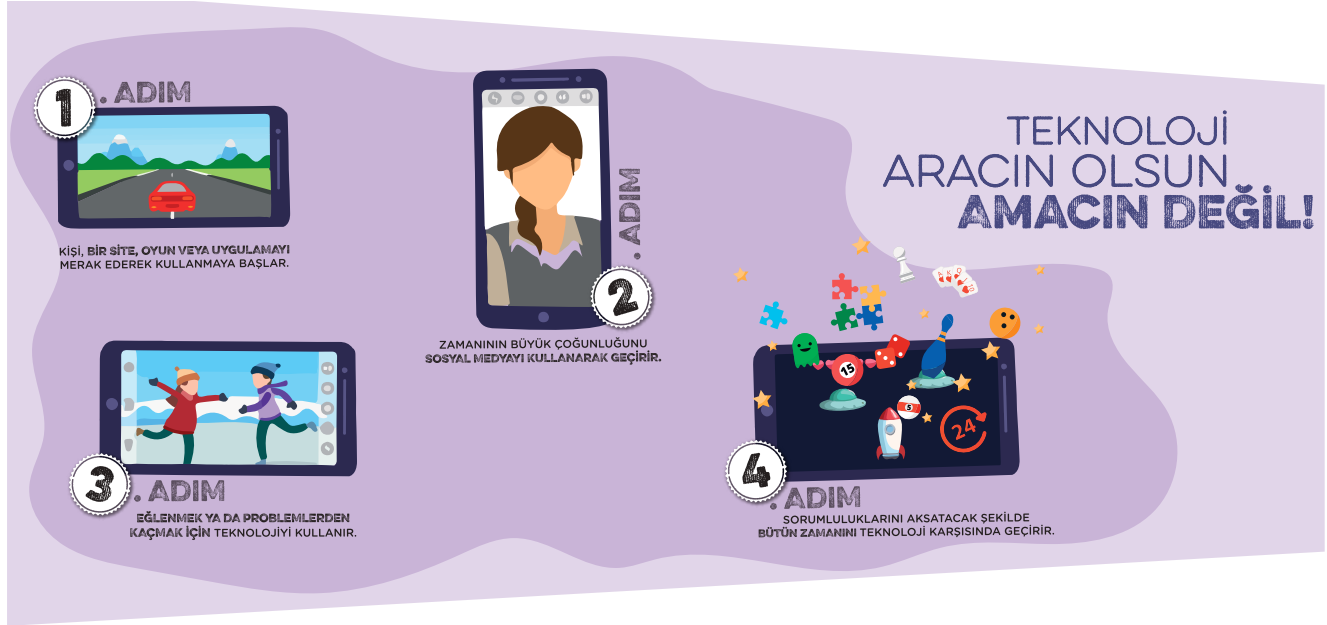 1. ADIM
KİŞİ, BİR SİTE, OYUN VEYA UYGULAMAYI
MERAK EDEREK KULLANMAYA BAŞLAR.
2. ADIM
ZAMANININ BÜYÜK ÇOĞUNLUĞUNU
SOSYAL MEDYAYI KULLANARAK GEÇİRİR.
3. ADIM
EĞLENMEK YA DA PROBLEMLERDEN
KAÇMAK İÇİN TEKNOLOJİYİ KULLANIR.
TEKNOLOJİ
ARACIN OLSUN
AMACIN DEĞİL!
15
5
24
4. ADIM
SORUMLULUKLARINI AKSATACAK ŞEKİLDE
BÜTÜN ZAMANINI TEKNOLOJİ KARŞISINDA GEÇİRİR.